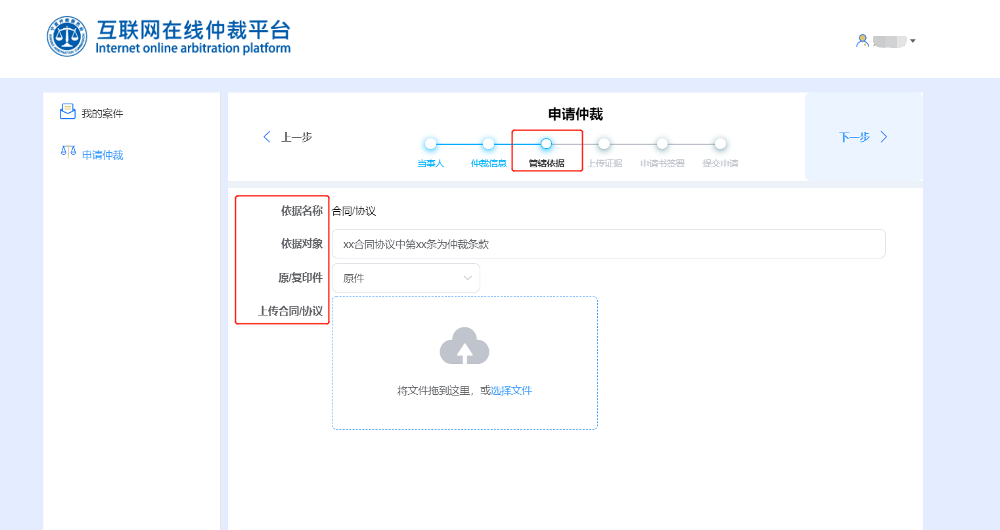 互联网在线仲裁平台
Internet online arbitration platform
我的案件
申请仲裁
申请仲裁
上一步
下一步
当事人
仲裁信息
管辖依据
上传证据
申请书签署
提交申请
依据名称 合同/协议
依据对象 xx合同协议中第xx条为仲裁条款
原/复印件 原件
上传合同/协议
将文件拖到这里，或选择文件